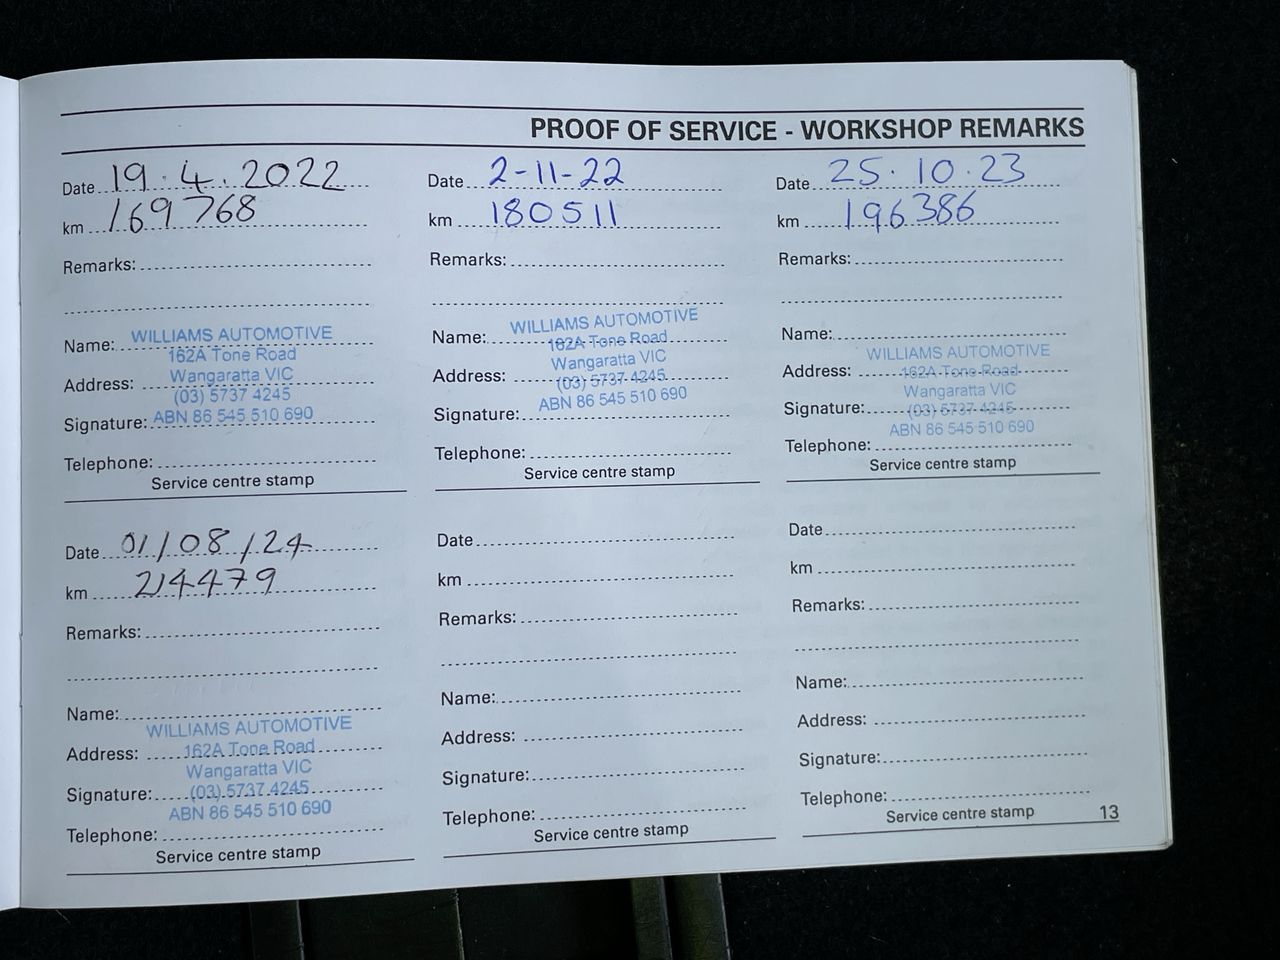 PROOF OF SERVICE - WORKSHOP REMARKS
Date 19.4.2022
km 169768
Remarks:
Name:
WILLIAMS AUTOMOTIVE
162A Tone Road
Address:
Wangaratta VIC
(03) 5737 4245
Signature:
ABN 86 545 510 690
Telephone:
Service centre stamp
Date 2-11-22
km 180511
Remarks:
WILLIAMS AUTOMOTIVE
Name:
162A Tone Road
Wangaratta VIC
Address:
(03) 5737 4245
ABN 86 545 510 690
Signature:
Telephone:
Service centre stamp
Date 25.10.23
km 196386
Remarks:
Name:
WILLIAMS AUTOMOTIVE
Address:
162A Tone Road
Wangaratta VIC
Signature:
(03) 5737 4245
ABN 86 545 510 690
Telephone:
Service centre stamp
Date 01/08/24
km 214479
Remarks:
Name:
WILLIAMS AUTOMOTIVE
Address:
162A Tone Road
Wangaratta VIC
Signature:
(03) 5737 4245
ABN 86 545 510 690
Telephone:
Service centre stamp
Date
km
Remarks:
Name:
Address:
Signature:
Telephone:
Service centre stamp
Date
km
Remarks:
Name:
Address:
Signature:
Telephone:
Service centre stamp
13